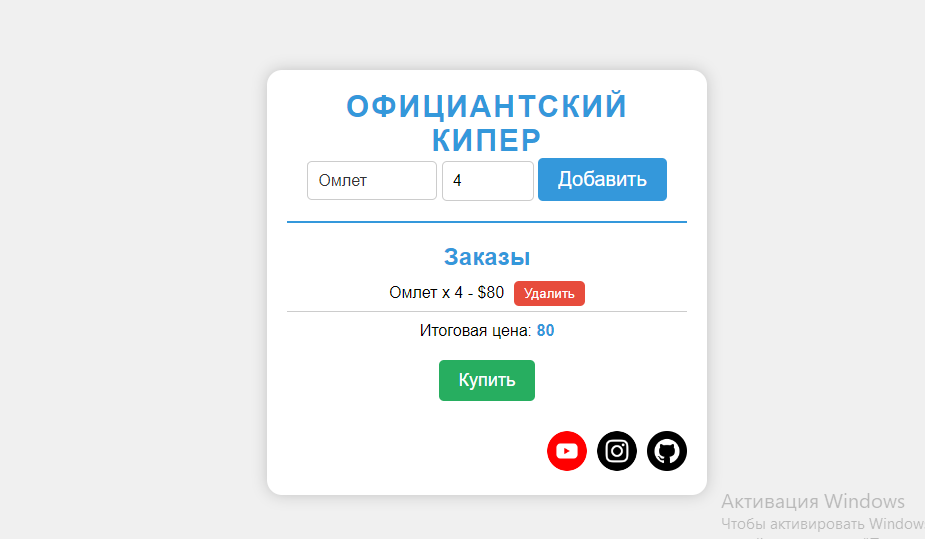 ОФИЦИАНТСКИЙ
КИПЕР
Омлет 4 Добавить
Заказы
Омлет x 4 - $80 Удалить
Итоговая цена: 80
Купить
Активация Windows
Чтобы активировать Window